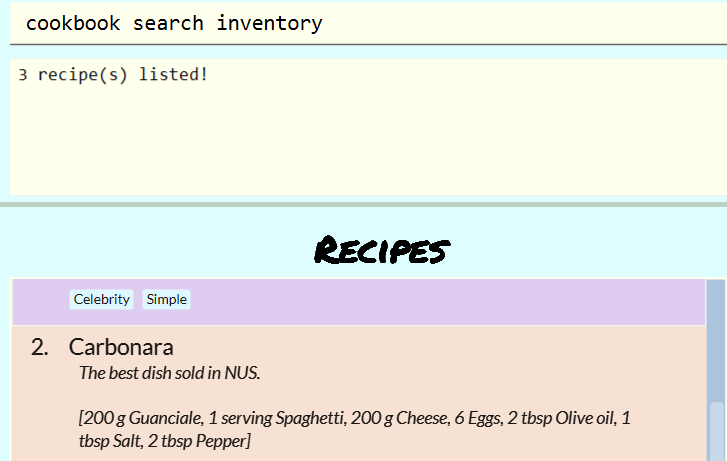 cookbook search inventory
3 recipe(s) listed!
RECIPES
Celebrity Simple
2. Carbonara
The best dish sold in NUS.
[200 g Guanciale, 1 serving Spaghetti, 200 g Cheese, 6 Eggs, 2 tbsp Olive oil, 1
tbsp Salt, 2 tbsp Pepper]